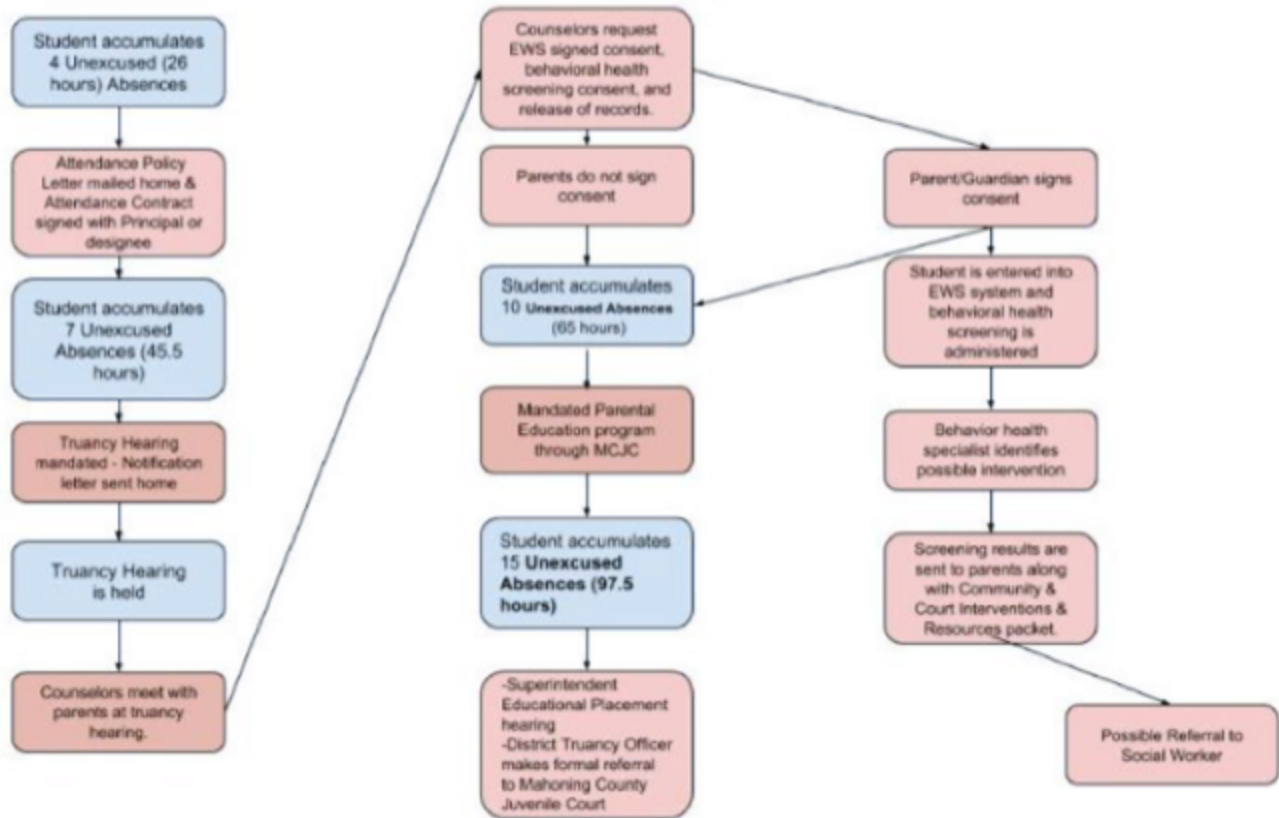 Student accumulates
4 Unexcused (26
hours) Absences
Attendance Policy
Letter mailed home &
Attendance Contract
signed with Principal or
designee
Student accumulates
7 Unexcused
Absences (45.5
hours)
Truancy Hearing
mandated - Notification
letter sent home
Truancy Hearing
is held
Counselors meet with
parents at truancy
hearing.
Counselors request
EWS signed consent,
behavioral health
screening consent, and
release of records.
Parents do not sign
consent
Student accumulates
10 Unexcused Absences
(65 hours)
Mandated Parental
Education program
through MCJC
Student accumulates
15 Unexcused
Absences (97.5
hours)
-Superintendent
Educational Placement
hearing
-District Truancy Officer
makes formal referral
to Mahoning County
Juvenile Court
Parent/Guardian signs
consent
Student is entered into
EWS system and
behavioral health
screening is
administered
Behavior health
specialist identifies
possible intervention
Screening results are
sent to parents along
with Community &
Court Interventions &
Resources packet.
Possible Referral to
Social Worker